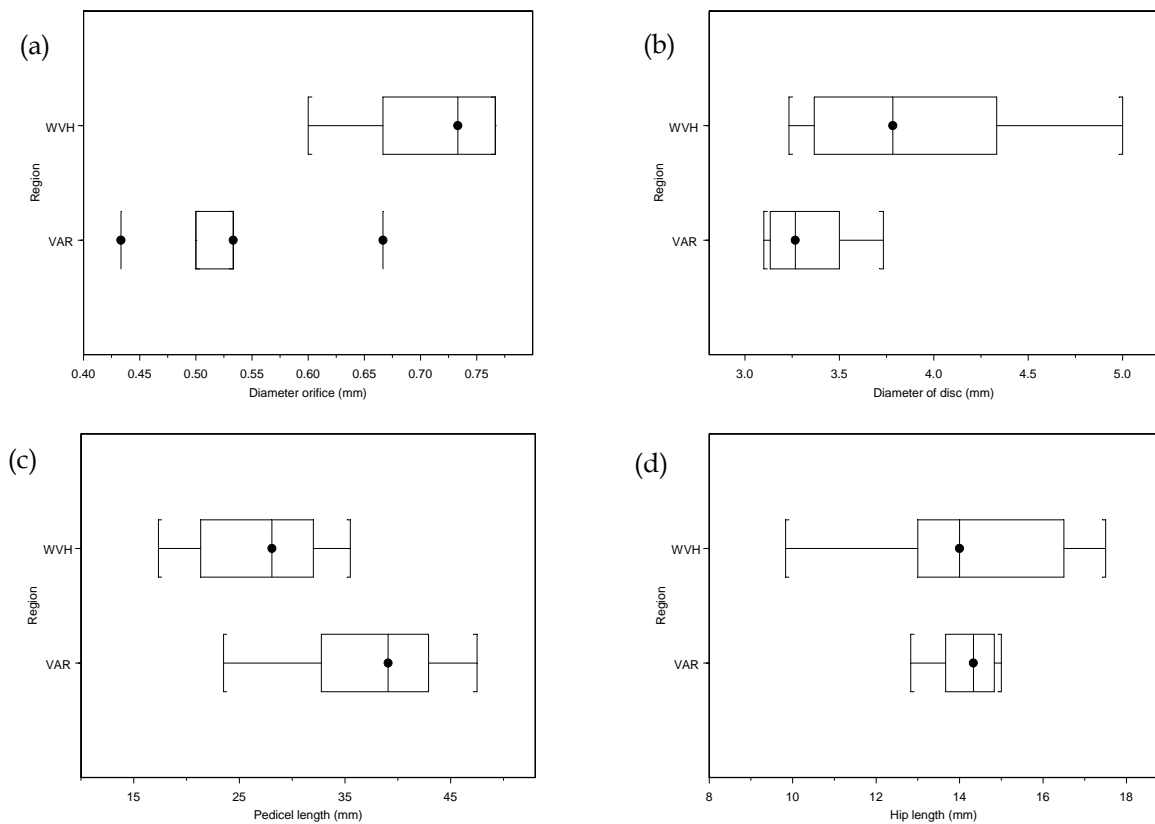 (a)
WVH
VAR
Region
0.40 0.45 0.50 0.55 0.60 0.65 0.70 0.75
Diameter orifice (mm)
(b)
WVH
VAR
Region
3.0 3.5 4.0 4.5 5.0
Diameter of disc (mm)
(c)
WVH
VAR
Region
15 25 35 45
Pedicel length (mm)
(d)
WVH
VAR
Region
8 10 12 14 16 18
Hip length (mm)